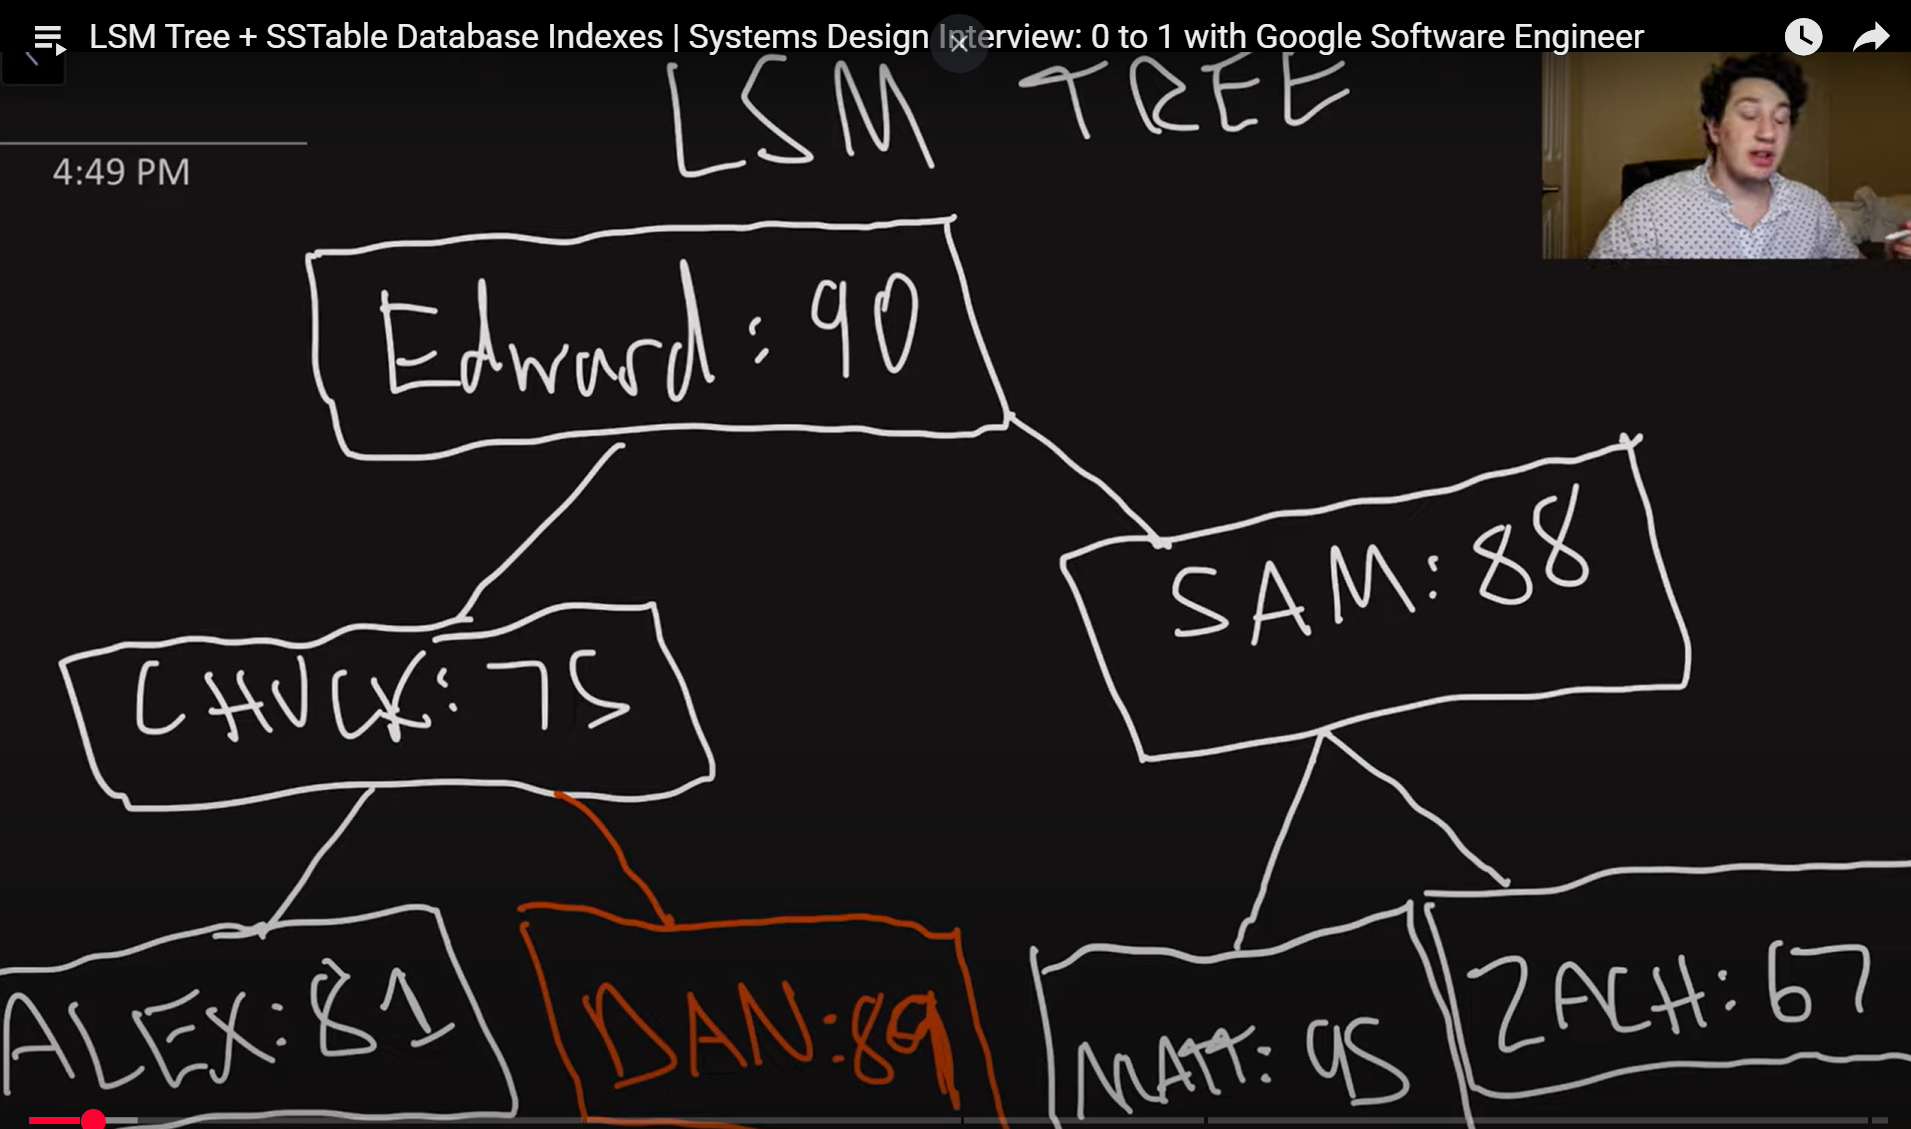 LSM Tree + SSTable Database Indexes | Systems Design Interview: 0 to 1 with Google Software Engineer
LSM TREE
4:49 PM
Edward: 90
SAM: 88
CHUCK: 75
ALEX: 81
DAN: 89
MATT: 95
ZACH: 67